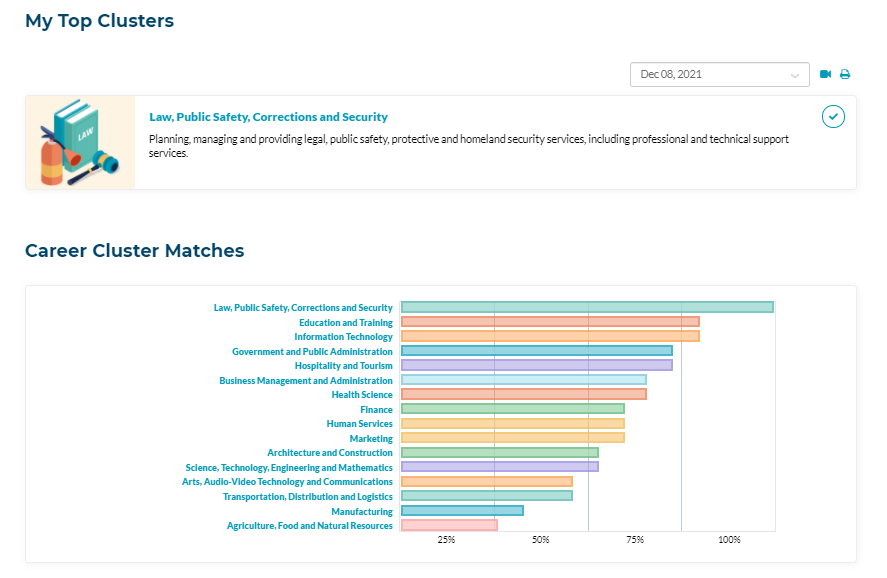 My Top Clusters
Dec 08, 2021
LAW
Law, Public Safety, Corrections and Security
Planning, managing and providing legal, public safety, protective and homeland security services, including professional and technical support
services.
Career Cluster Matches
Law, Public Safety, Corrections and Security
Education and Training
Information Technology
Government and Public Administration
Hospitality and Tourism
Business Management and Administration
Health Science
Finance
Human Services
Marketing
Architecture and Construction
Science, Technology, Engineering and Mathematics
Arts, Audio-Video Technology and Communications
Transportation, Distribution and Logistics
Manufacturing
Agriculture, Food and Natural Resources
25% 50% 75% 100%